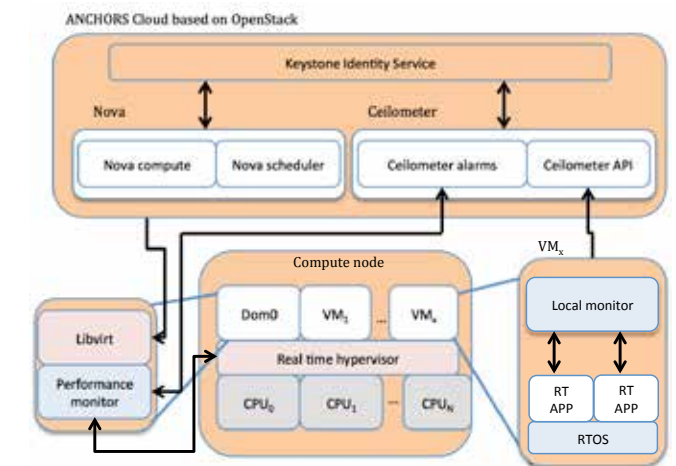 ANCHORS Cloud based on OpenStack
Keystone Identity Service
Nova
Ceilometer
Nova compute
Nova scheduler
Ceilometer alarms
Ceilometer API
Compute node
VMx
Dom0
VM1
...
VMx
Local monitor
Libvirt
Real time hypervisor
Performance
monitor
CPU0
CPU1
...
CPUN
RT
APP
RT
APP
RTOS